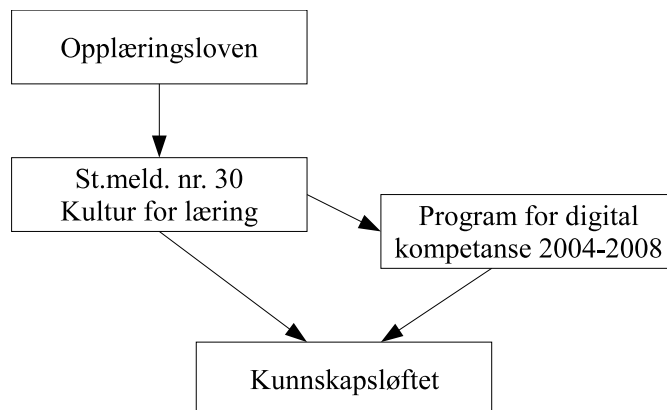 Opplæringsloven
St.meld. nr. 30
Kultur for læring
Program for digital
kompetanse 2004-2008
Kunnskapsløftet